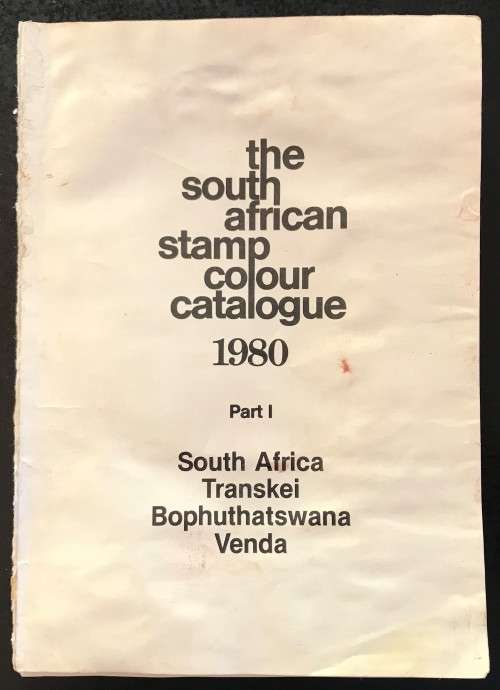 the
south
african
stamp
colour
catalogue
1980
Part I
South Africa
Transkei
Bophuthatswana
Venda